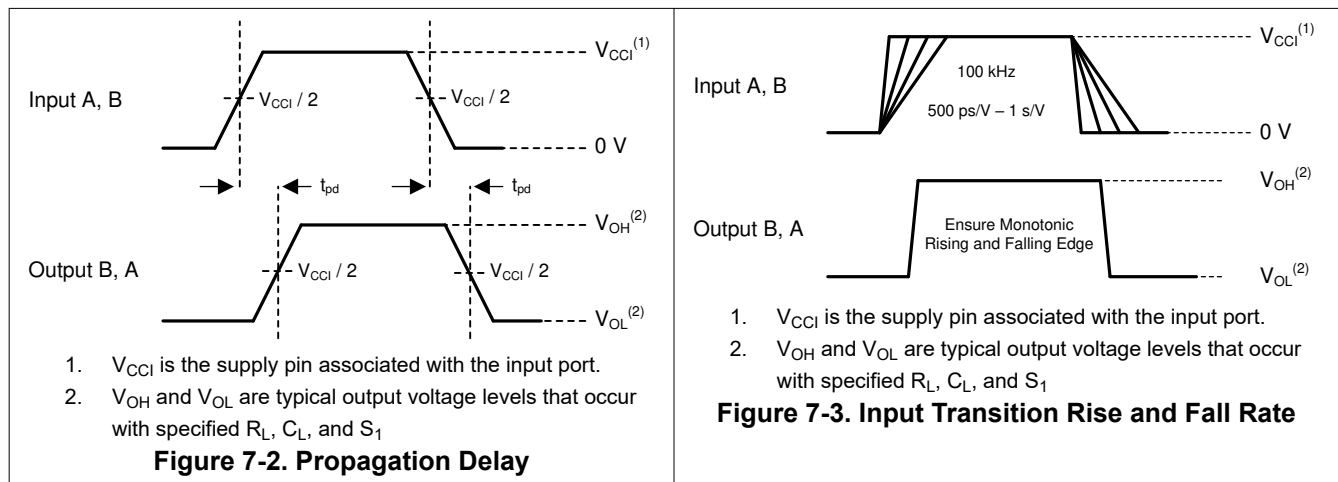 V_CCI^(1)
Input A, B
V_CCI / 2
V_CCI / 2
0 V
t_pd
t_pd
V_OH^(2)
Output B, A
V_CCI / 2
V_CCI / 2
V_OL^(2)
1. V_CCI is the supply pin associated with the input port.
2. V_OH and V_OL are typical output voltage levels that occur
with specified R_L, C_L, and S_1
Figure 7-2. Propagation Delay
V_CCI^(1)
Input A, B
100 kHz
500 ps/V – 1 s/V
0 V
V_OH^(2)
Output B, A
Ensure Monotonic
Rising and Falling Edge
V_OL^(2)
1. V_CCI is the supply pin associated with the input port.
2. V_OH and V_OL are typical output voltage levels that occur
with specified R_L, C_L, and S_1
Figure 7-3. Input Transition Rise and Fall Rate